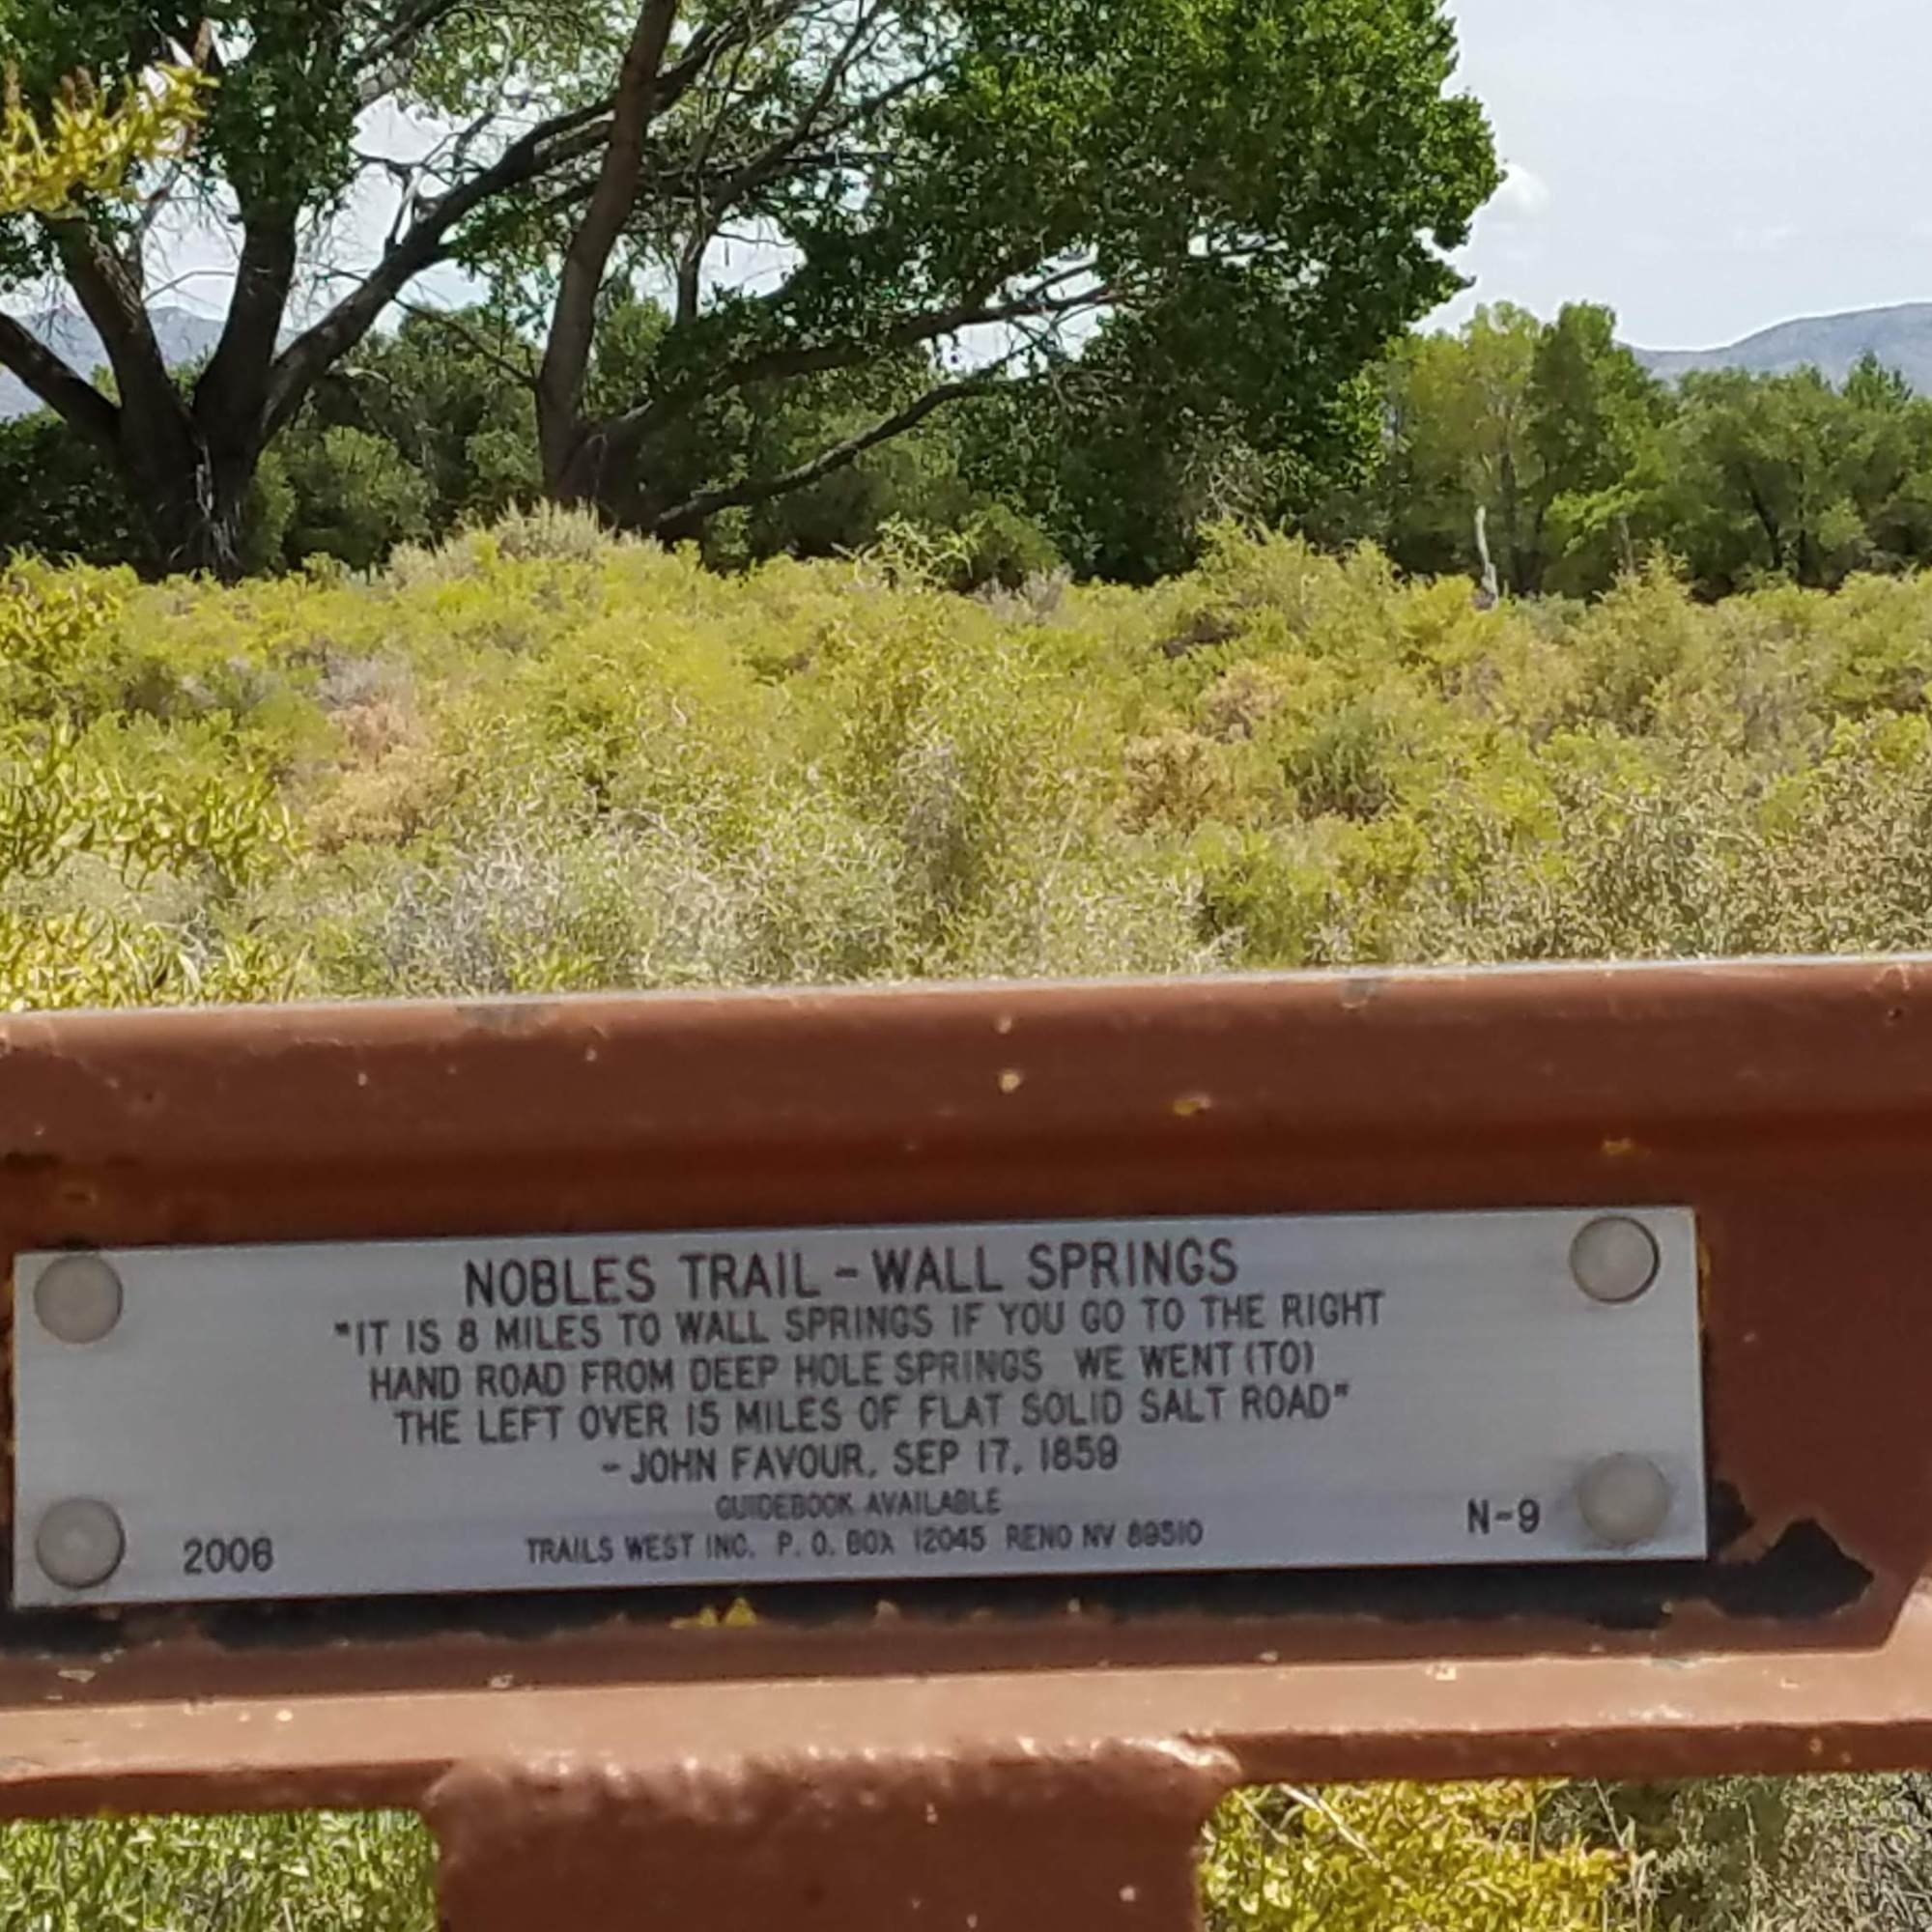 NOBLES TRAIL - WALL SPRINGS
"IT IS 8 MILES TO WALL SPRINGS IF YOU GO TO THE RIGHT
HAND ROAD FROM DEEP HOLE SPRINGS WE WENT (TO)
THE LEFT OVER 15 MILES OF FLAT SOLID SALT ROAD"
- JOHN FAVOUR, SEP 17, 1859
GUIDEBOOK AVAILABLE
TRAILS WEST INC. P. O. BOX 12045 RENO NV 89510
2006
N-9